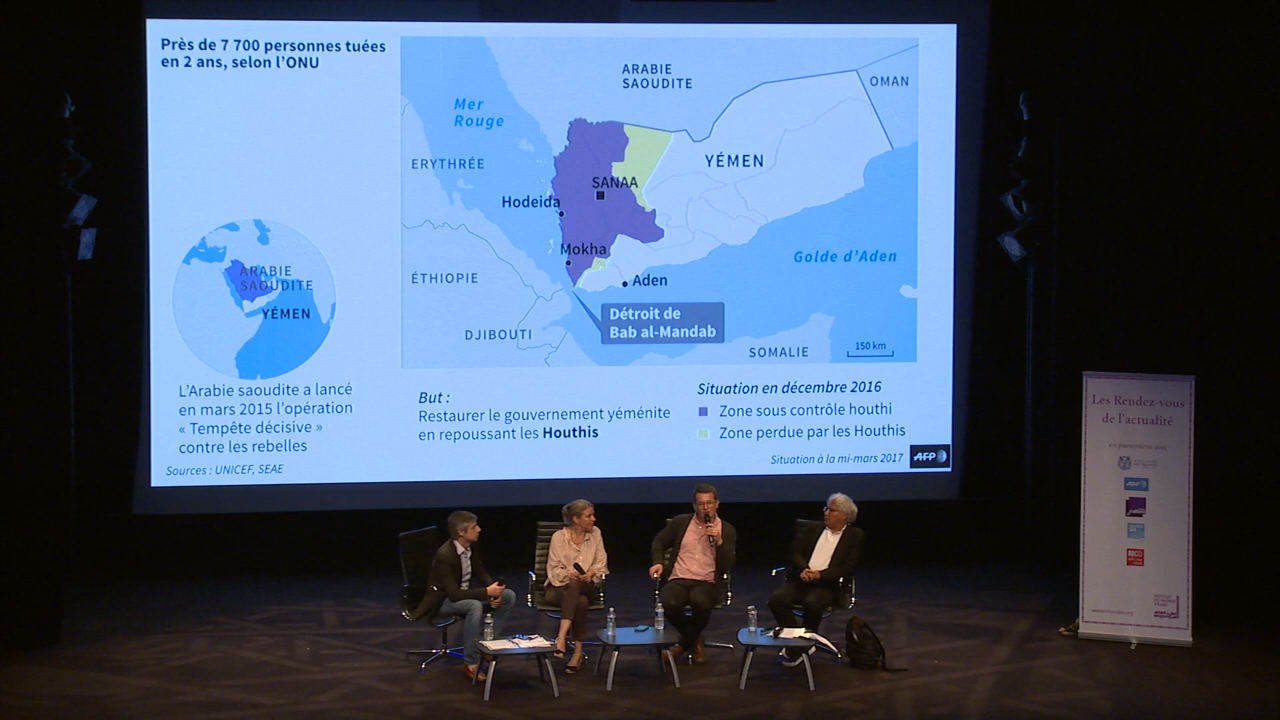 Près de 7 700 personnes tuées
en 2 ans, selon l'ONU
ARABIE
SAOUDITE
OMAN
Mer
Rouge
ERYTHRÉE
YÉMEN
SANAA
Hodeida
Mokha
Golde d'Aden
ÉTHIOPIE
Aden
Détroit de
Bab al-Mandab
DJIBOUTI
SOMALIE
150 km
ARABIE
SAOUDITE
YÉMEN
L'Arabie saoudite a lancé
en mars 2015 l'opération
« Tempête décisive »
contre les rebelles
Sources : UNICEF, SEAE
But :
Restaurer le gouvernement yéménite
en repoussant les Houthis
Situation en décembre 2016
Zone sous contrôle houthi
Zone perdue par les Houthis
Situation à la mi-mars 2017
AFP
Les Rendez-vous
de l'actualité
en partenariat avec
AFP